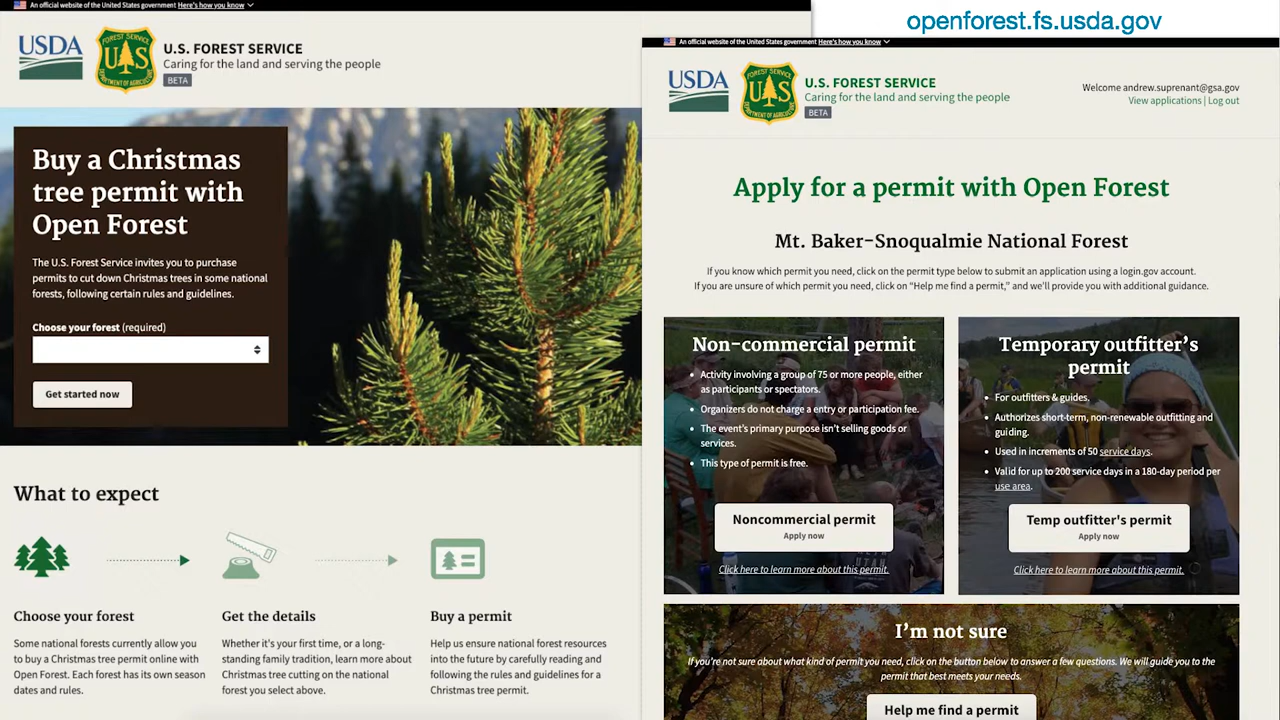 An official website of the United States government Here's how you know
USDA
FOREST SERVICE
U S
DEPARTMENT OF AGRICULTURE
U.S. FOREST SERVICE
Caring for the land and serving the people
BETA
Buy a Christmas
tree permit with
Open Forest
The U.S. Forest Service invites you to purchase
permits to cut down Christmas trees in some national
forests, following certain rules and guidelines.
Choose your forest (required)
Get started now
What to expect
Choose your forest
Some national forests currently allow you
to buy a Christmas tree permit online with
Open Forest. Each forest has its own season
dates and rules.
Get the details
Whether it's your first time, or a long-
standing family tradition, learn more about
Christmas tree cutting on the national
forest you select above.
Buy a permit
Help us ensure national forest resources
into the future by carefully reading and
following the rules and guidelines for a
Christmas tree permit.
openforest.fs.usda.gov
An official website of the United States government Here's how you know
USDA
FOREST SERVICE
U S
DEPARTMENT OF AGRICULTURE
U.S. FOREST SERVICE
Caring for the land and serving the people
BETA
Welcome andrew.suprenant@gsa.gov
View applications | Log out
Apply for a permit with Open Forest
Mt. Baker-Snoqualmie National Forest
If you know which permit you need, click on the permit type below to submit an application using a login.gov account.
If you are unsure of which permit you need, click on “Help me find a permit,” and we’ll provide you with additional guidance.
Non-commercial permit
Activity involving a group of 75 or more people, either
as participants or spectators.
Organizers do not charge a entry or participation fee.
The event’s primary purpose isn’t selling goods or
services.
This type of permit is free.
Noncommercial permit
Apply now
Click here to learn more about this permit.
Temporary outfitter’s
permit
For outfitters & guides.
Authorizes short-term, non-renewable outfitting and
guiding.
Used in increments of 50 service days.
Valid for up to 200 service days in a 180-day period per
use area.
Temp outfitter's permit
Apply now
Click here to learn more about this permit.
I’m not sure
If you’re not sure about what kind of permit you need, click on the button below to answer a few questions. We will guide you to the
permit that best meets your needs.
Help me find a permit